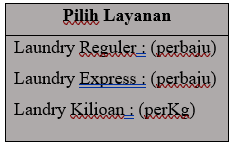 Pilih Layanan
Laundry Reguler : (perbaju)
Laundry Express : (perbaju)
Landry Kilioan : (perKg)